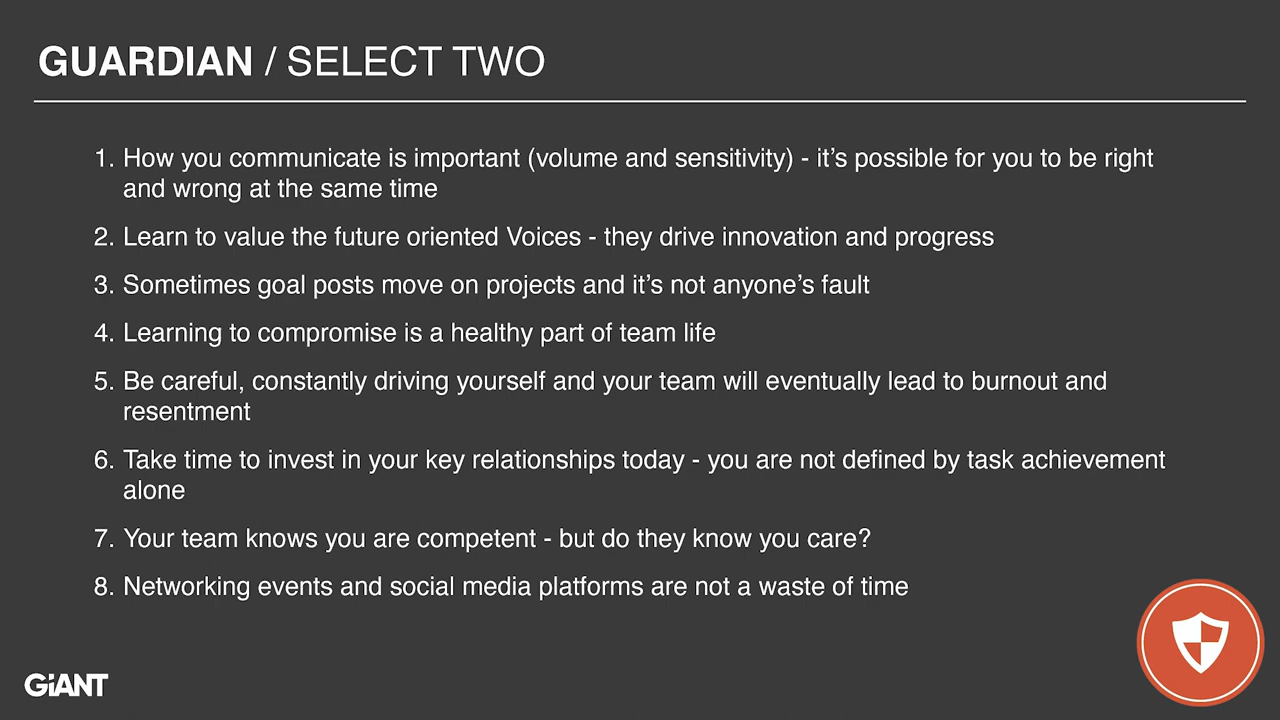 GUARDIAN / SELECT TWO
1. How you communicate is important (volume and sensitivity) - it’s possible for you to be right
and wrong at the same time
2. Learn to value the future oriented Voices - they drive innovation and progress
3. Sometimes goal posts move on projects and it’s not anyone’s fault
4. Learning to compromise is a healthy part of team life
5. Be careful, constantly driving yourself and your team will eventually lead to burnout and
resentment
6. Take time to invest in your key relationships today - you are not defined by task achievement
alone
7. Your team knows you are competent - but do they know you care?
8. Networking events and social media platforms are not a waste of time
GiANT